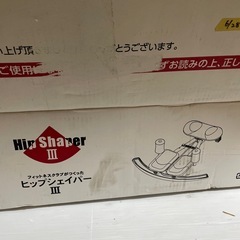 い上げ頂
とうございます。
ご使用に
ずお読みの上、正し
Hip Shaper
III
フィットネスクラブがつくった
ヒップシェイパー
III